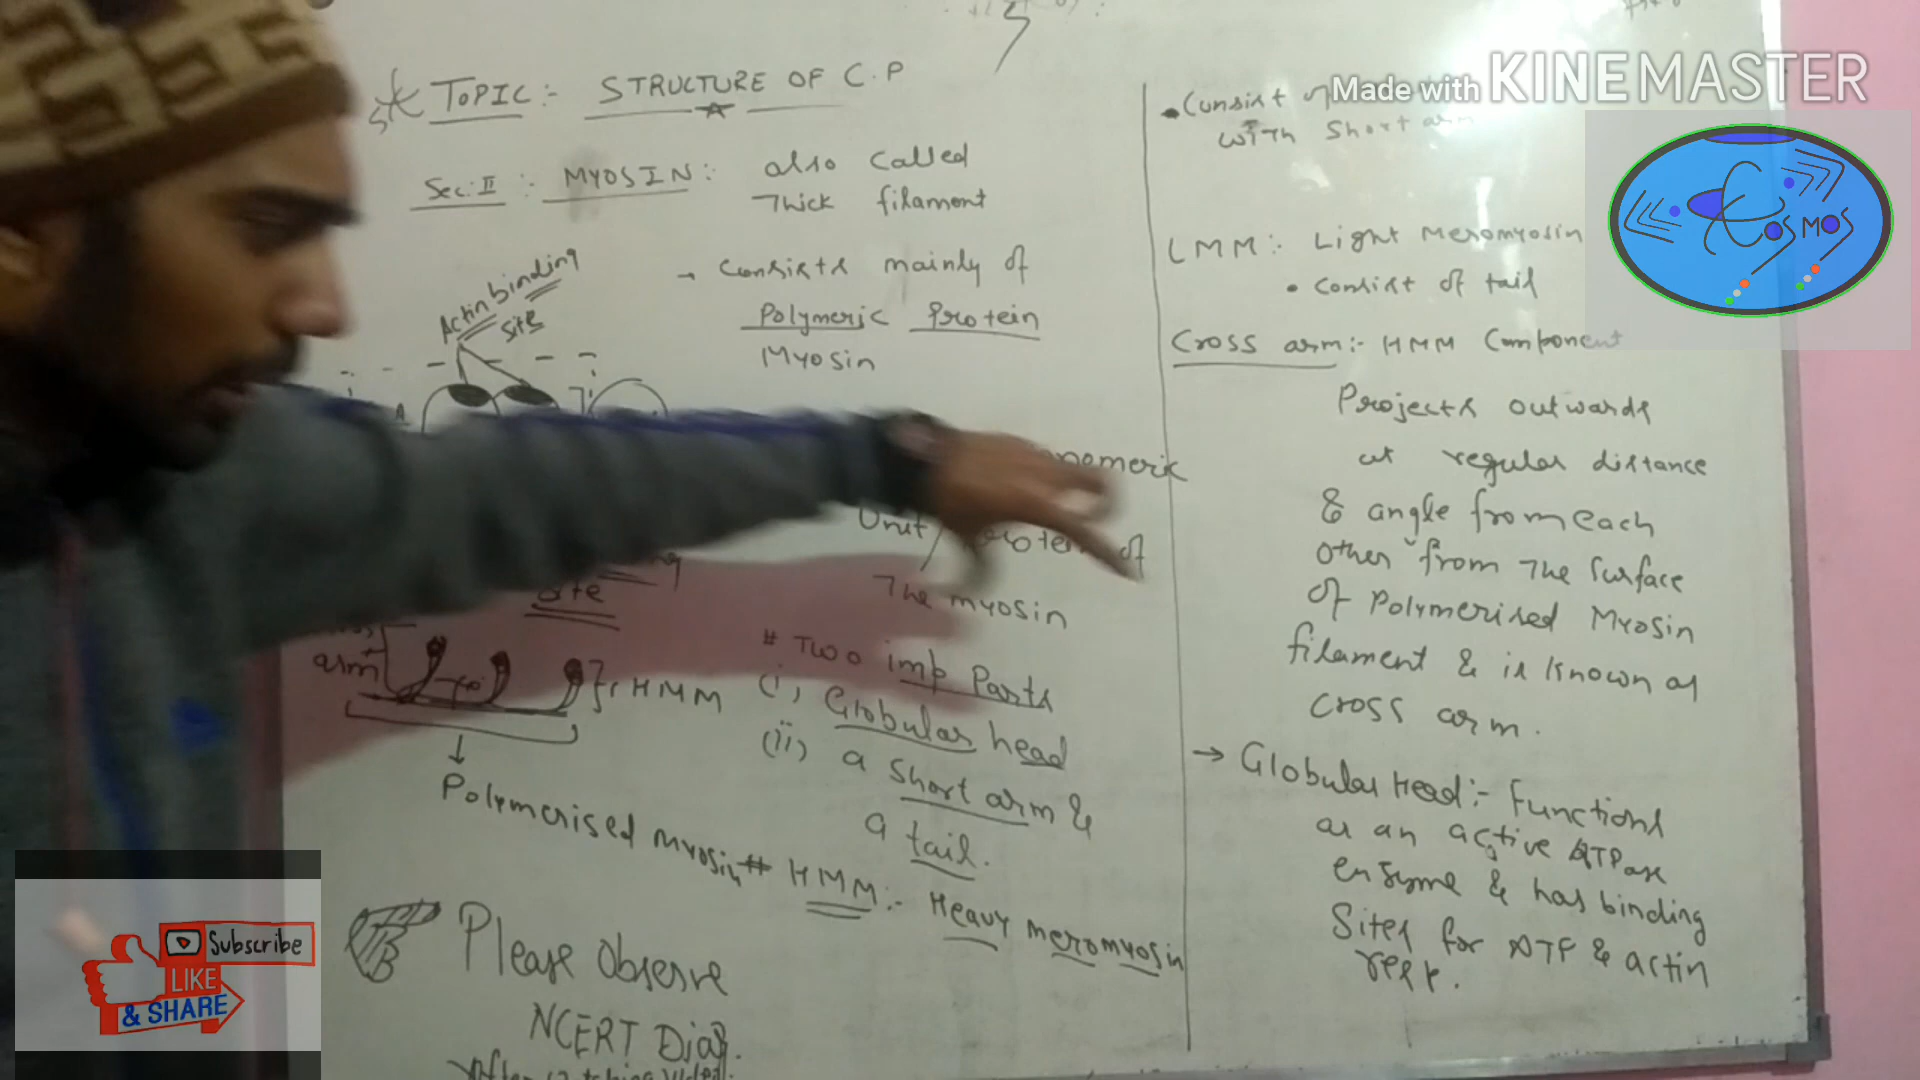 TOPIC:- STRUCTURE OF C.P
Sec: II :- MYOSIN: also called
Thick filament
Actin binding
site
→ Consists mainly of
Polymeric Protein
Myosin
Unit/ of
The myosin
# Two imp Parts
(i) Globular head
(ii) a short arm &
a tail.
arm
HMM
Polymerised Myosin
# HMM:- Heavy meromyosin
Please Observe
NCERT Diag.
• Consist of
with Short arm
LMM:- Light Meromyosin
• Consist of tail
Cross arm:- HMM Component
Projects outwards
at regular distance
& angle from each
other from the Surface
of Polymerised Myosin
filament & is known as
cross arm.
→ Globular Head:- Functions
as an active ATPase
enzyme & has binding
Sites for ATP & actin
resp.
Made with KINEMASTER
COSMOS
Subscribe
LIKE
& SHARE